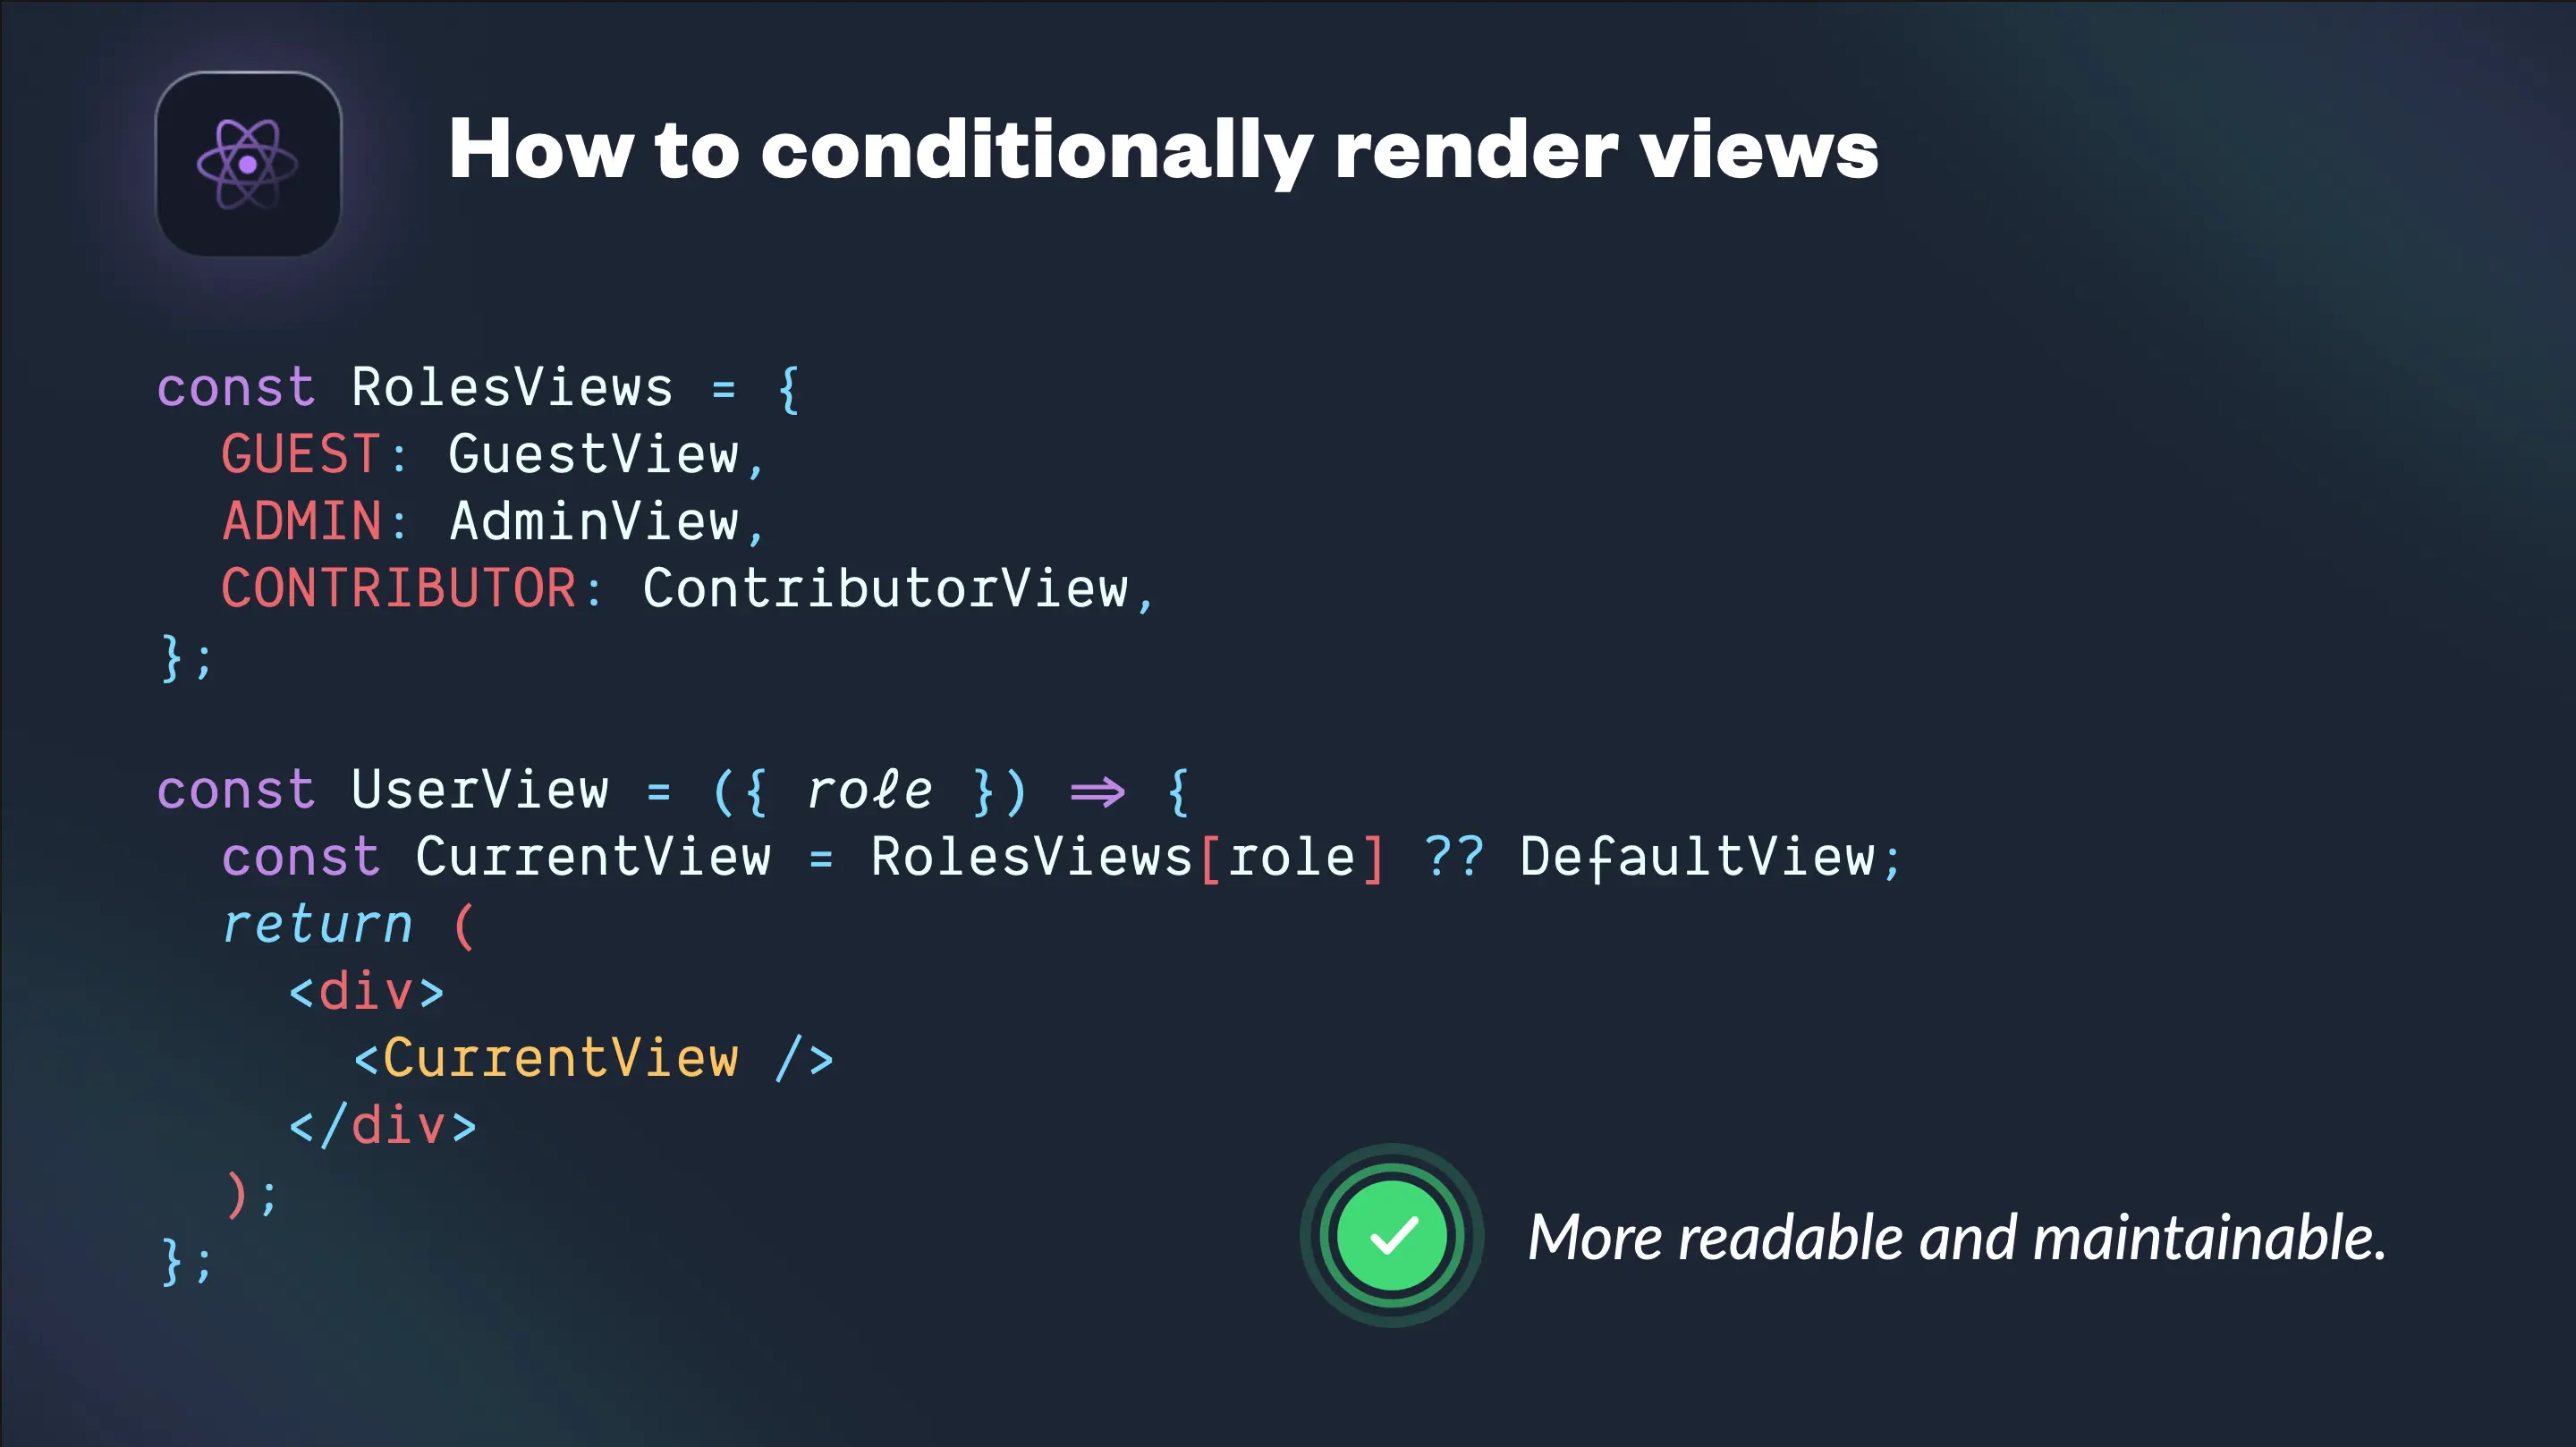 How to conditionally render views
const RolesViews = {
  GUEST: GuestView,
  ADMIN: AdminView,
  CONTRIBUTOR: ContributorView,
};
const UserView = ({ role }) => {
  const CurrentView = RolesViews[role] ?? DefaultView;
  return (
    <div>
      <CurrentView />
    </div>
  );
};
More readable and maintainable.